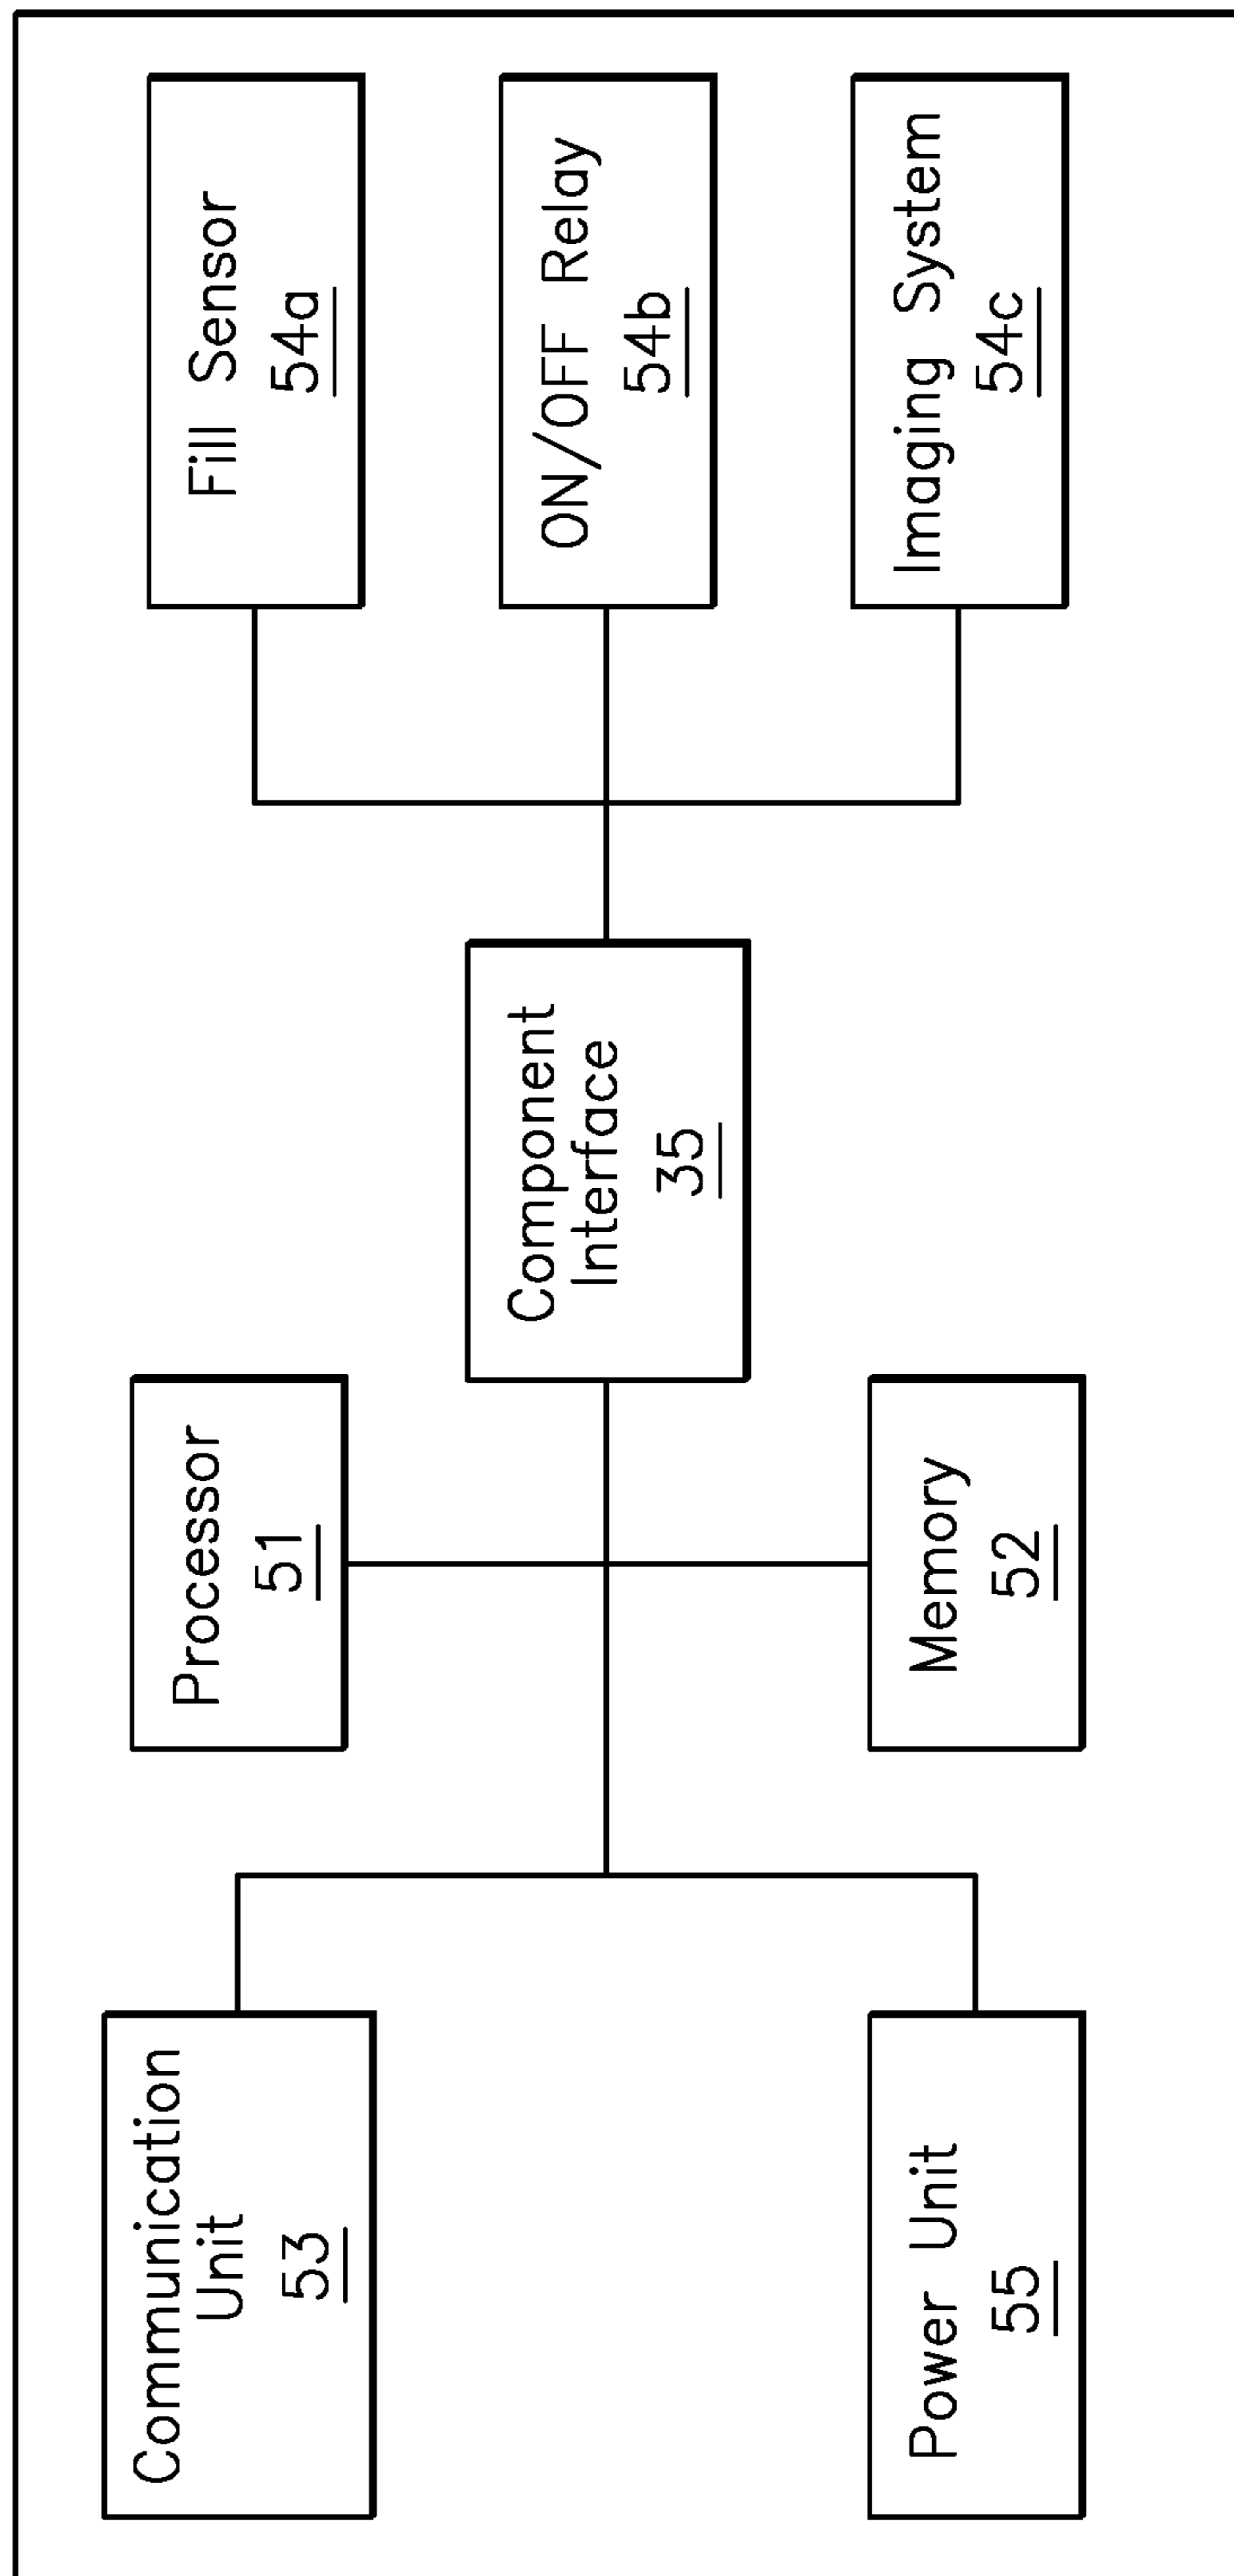 Communication
Unit
53
Processor
51
Fill Sensor
54a
Component
Interface
35
ON/OFF Relay
54b
Power Unit
55
Memory
52
Imaging System
54c